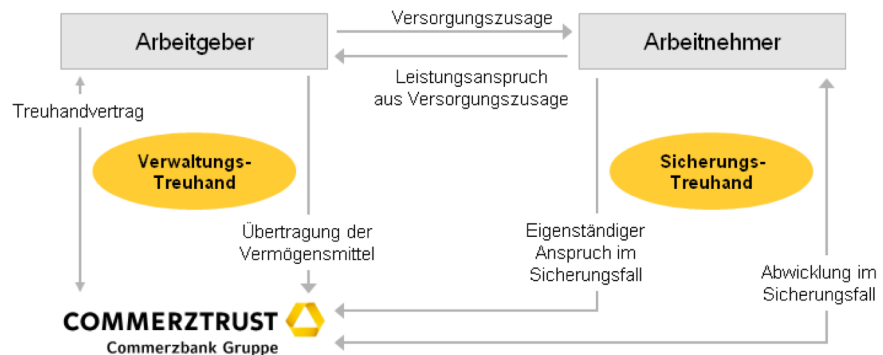 Versorgungszusage
Arbeitgeber
Arbeitnehmer
Leistungsanspruch
aus Versorgungszusage
Treuhandvertrag
Verwaltungs-
Treuhand
Sicherungs-
Treuhand
Übertragung der
Vermögensmittel
Eigenständiger
Anspruch im
Sicherungsfall
Abwicklung im
Sicherungsfall
COMMERZTRUST
Commerzbank Gruppe